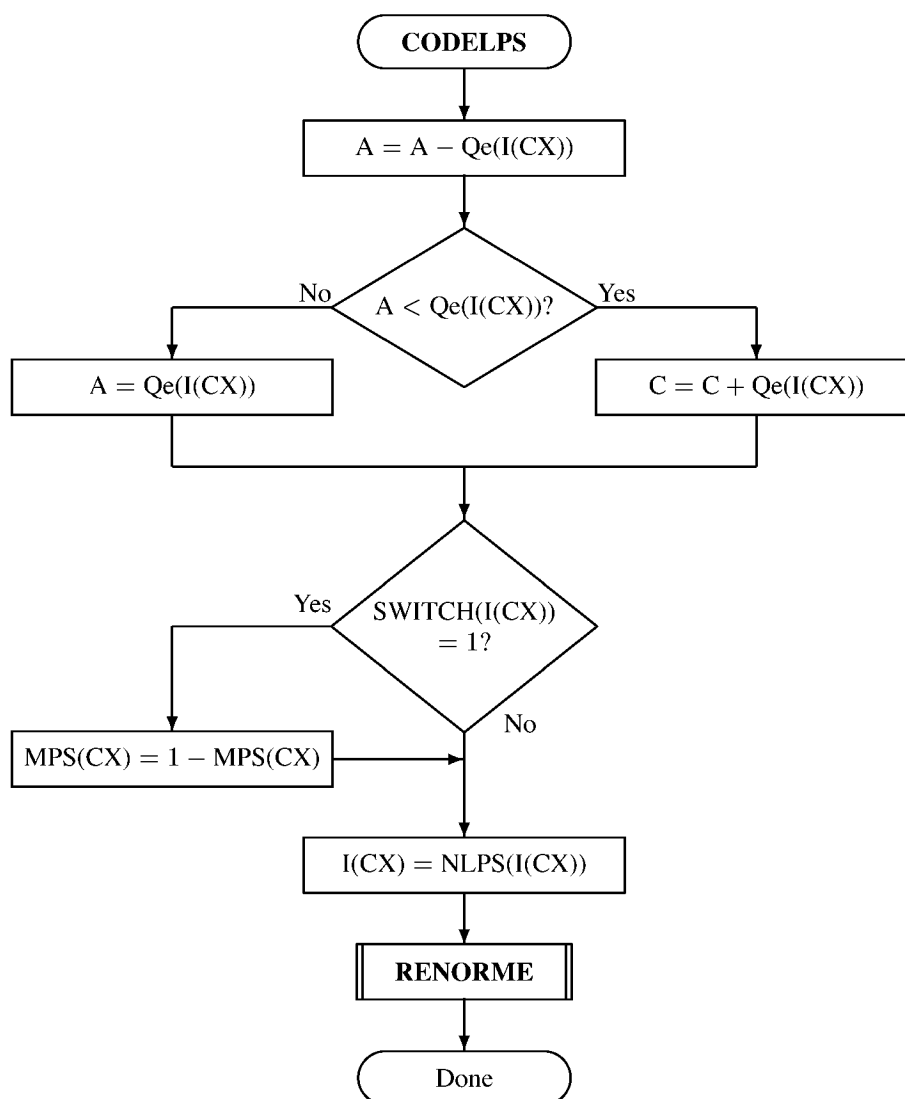 CODELPS
A = A − Qe(I(CX))
No
A < Qe(I(CX))?
Yes
A = Qe(I(CX))
C = C + Qe(I(CX))
Yes
SWITCH(I(CX))
= 1?
No
MPS(CX) = 1 − MPS(CX)
I(CX) = NLPS(I(CX))
RENORME
Done